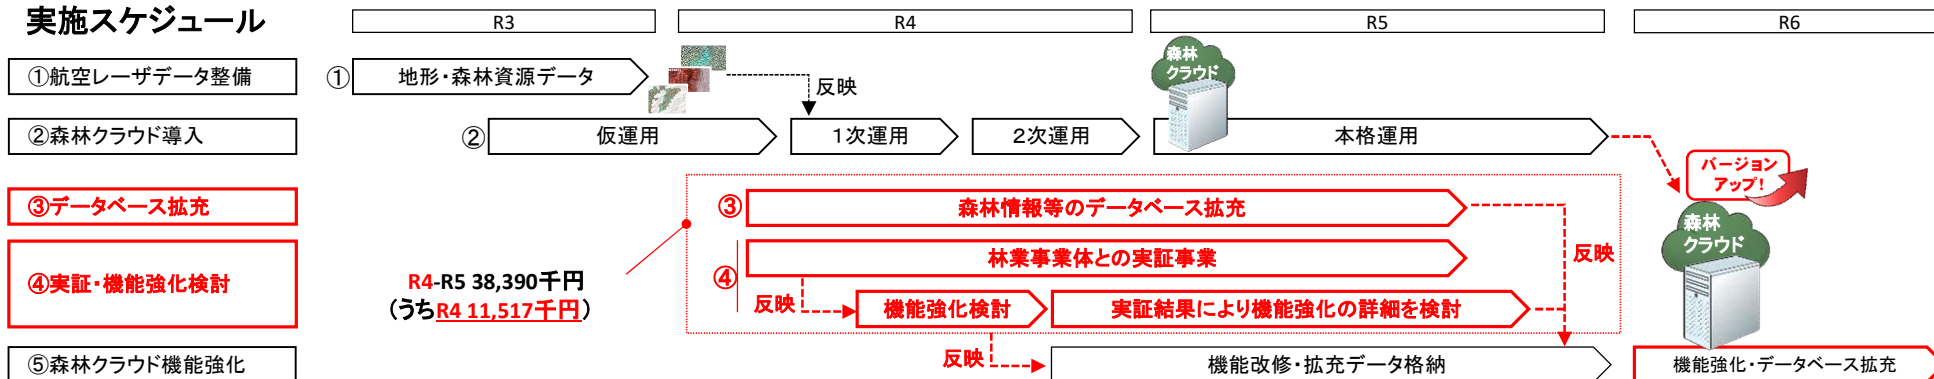 実施スケジュール
R3
R4
R5
R6
①航空レーザデータ整備
①
地形・森林資源データ
反映
森林
クラウド
②森林クラウド導入
②
仮運用
1次運用
2次運用
本格運用
バージョン
アップ!
③データベース拡充
③
森林情報等のデータベース拡充
森林
クラウド
④実証・機能強化検討
④
林業事業体との実証事業
反映
R4-R5 38,390千円
(うちR4 11,517千円)
反映
機能強化検討
実証結果により機能強化の詳細を検討
⑤森林クラウド機能強化
反映
機能改修・拡充データ格納
機能強化・データベース拡充